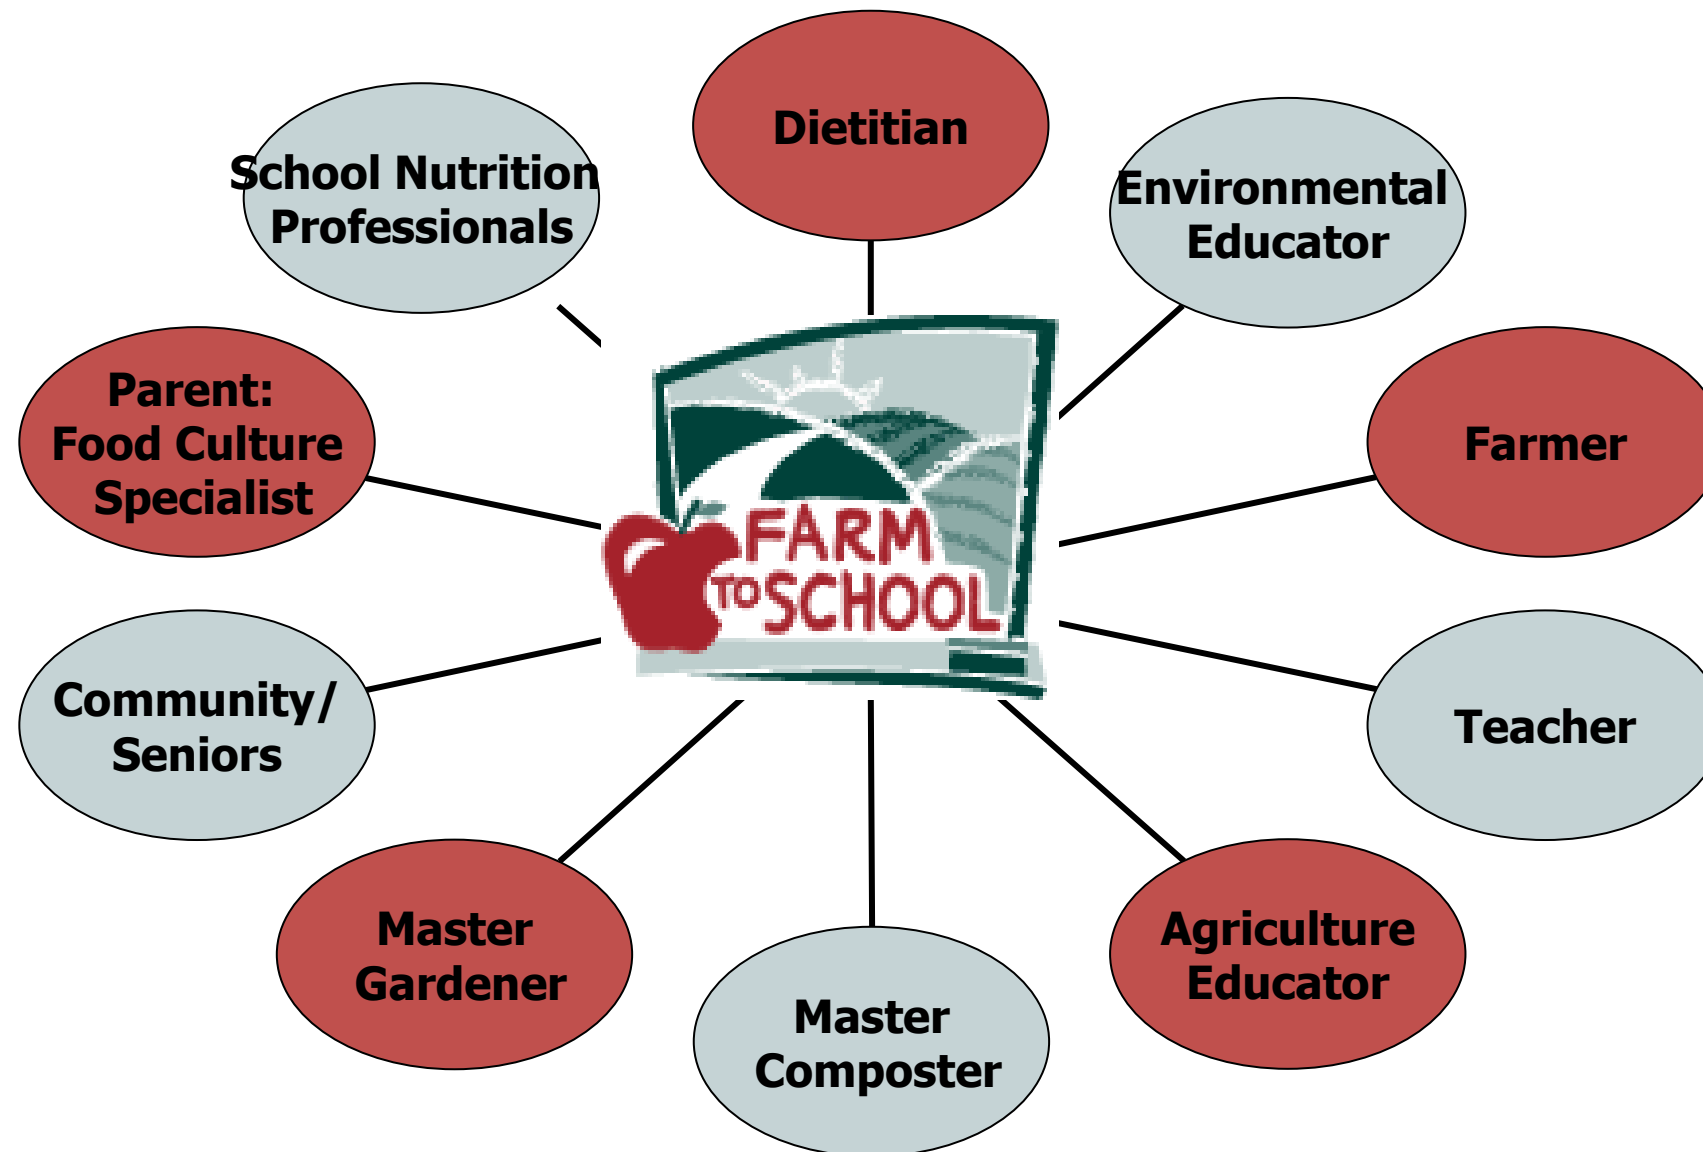 Dietitian
School Nutrition
Professionals
Environmental
Educator
Parent:
Food Culture
Specialist
Farmer
FARM
TO SCHOOL
Community/
Seniors
Teacher
Master
Gardener
Agriculture
Educator
Master
Composter